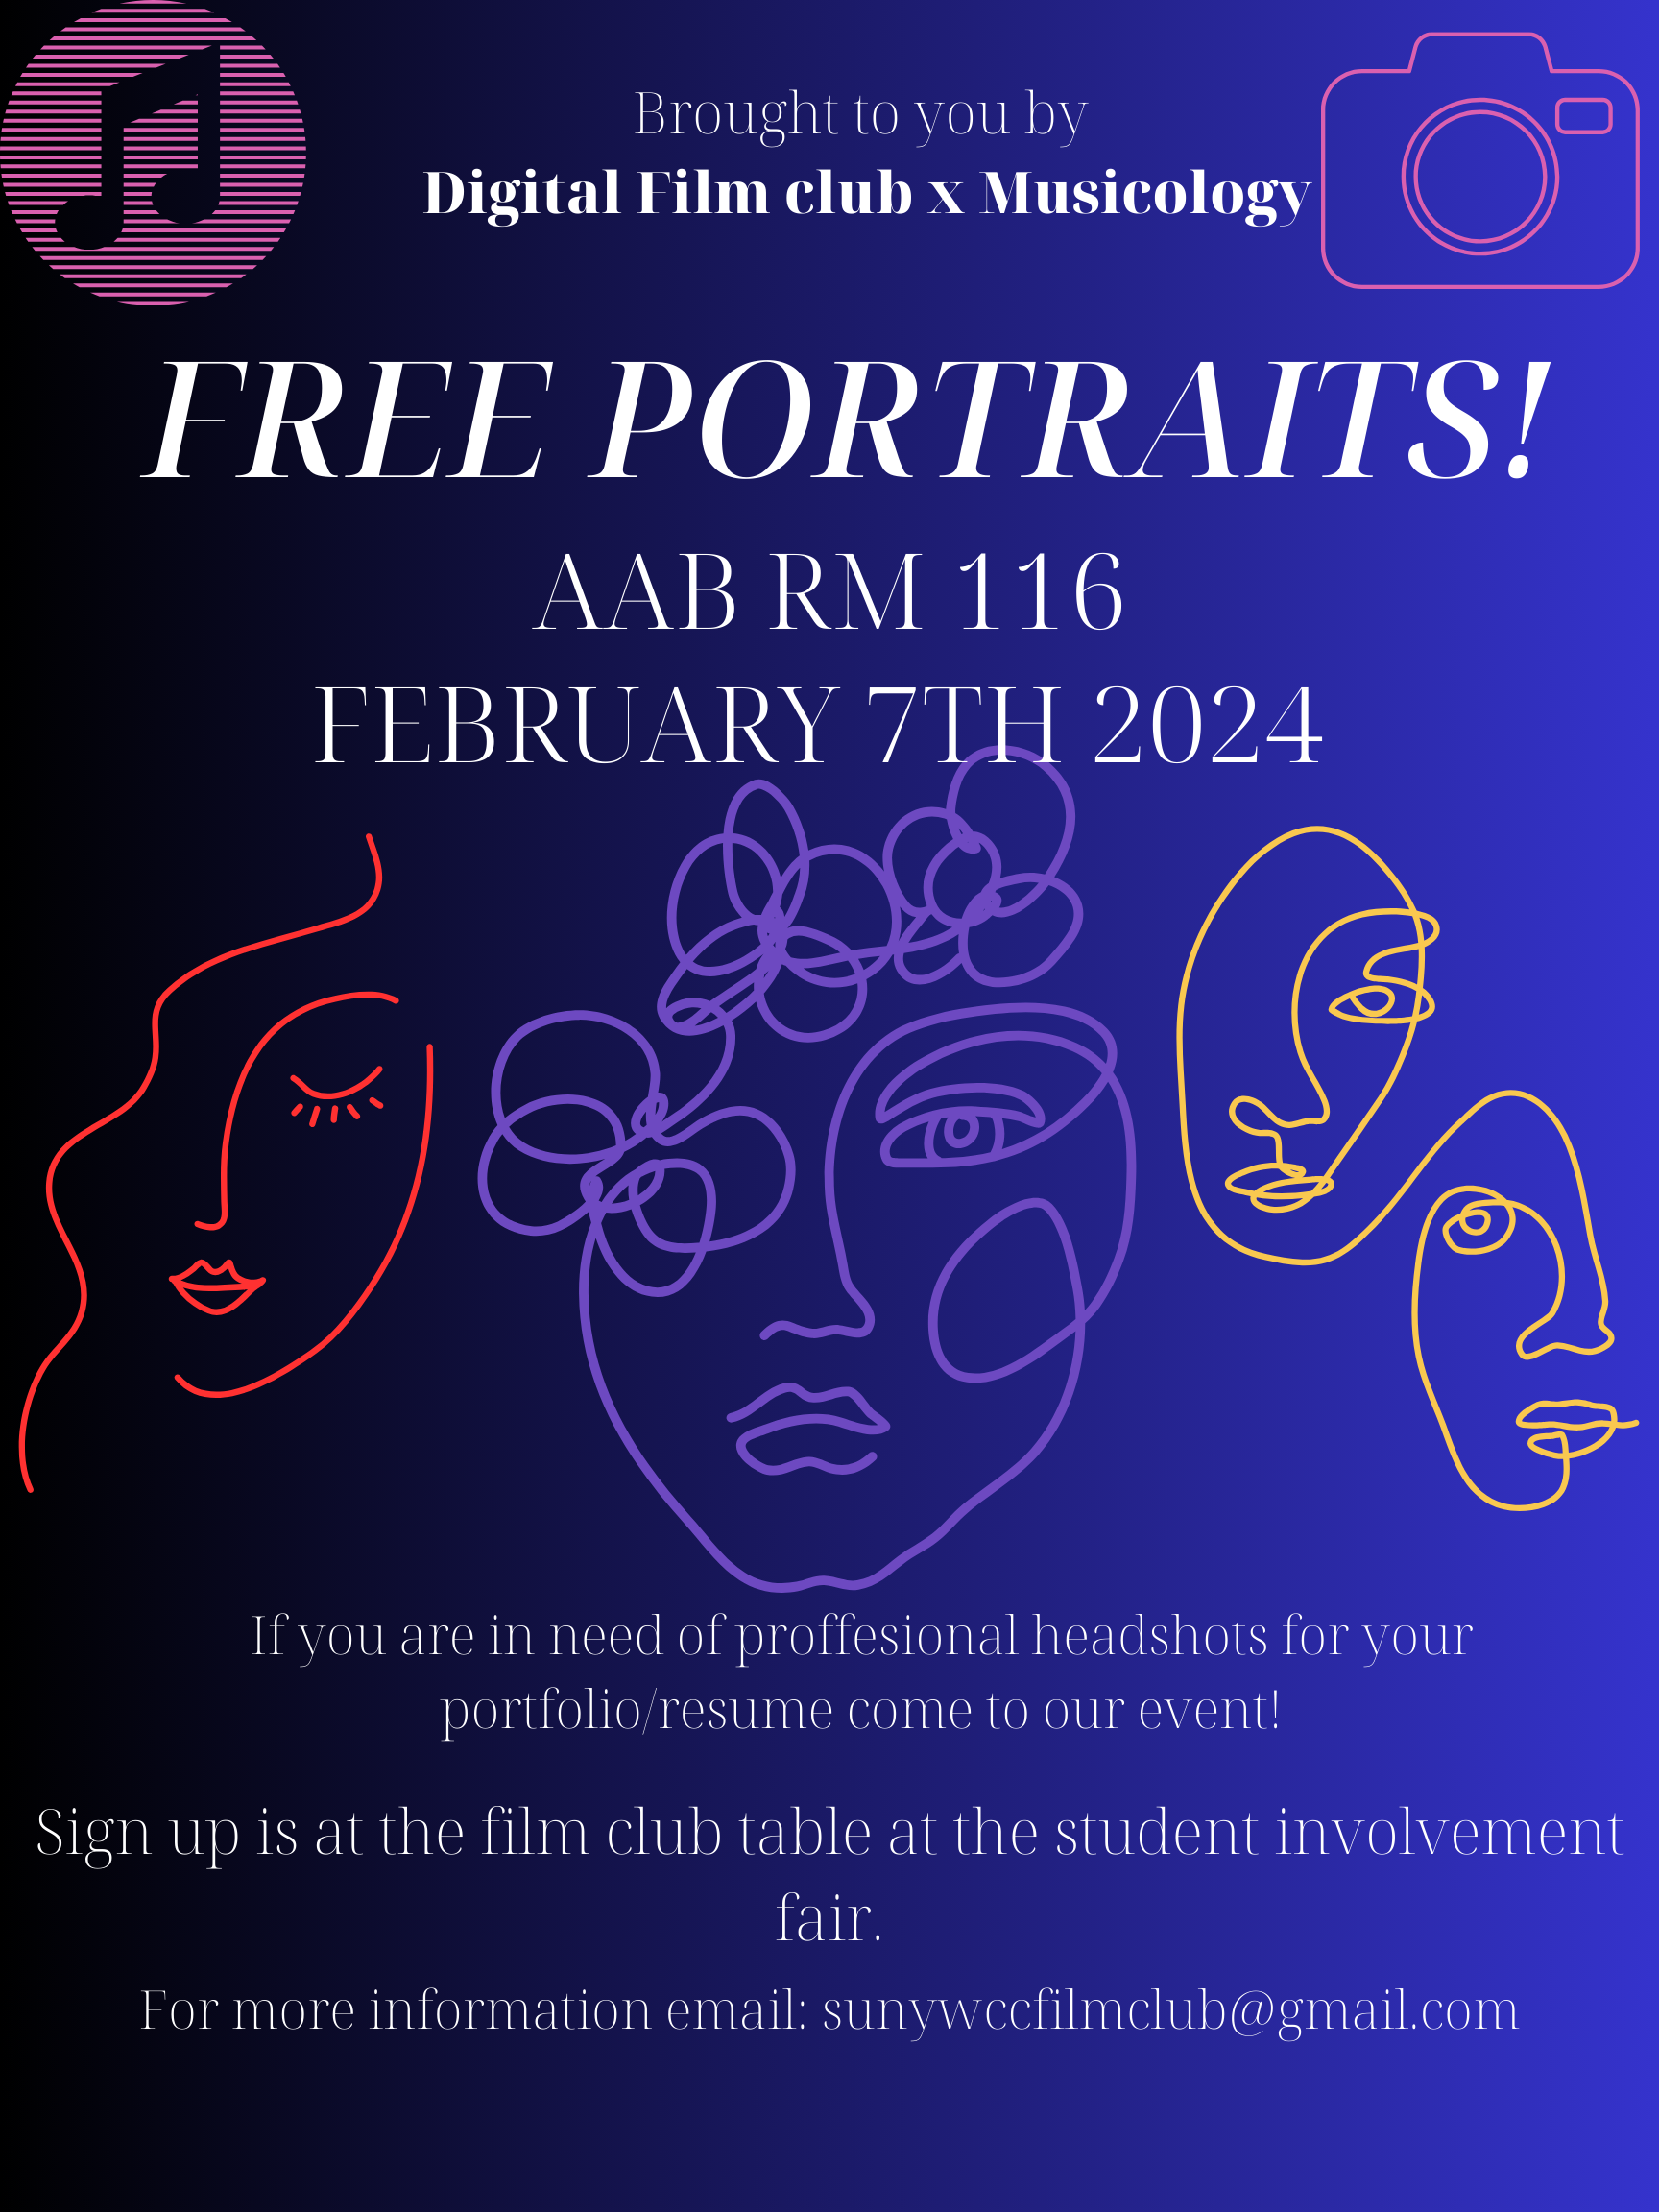 Brought to you by
Digital Film club x Musicology
FREE PORTRAITS!
AAB RM 116
FEBRUARY 7TH 2024
If you are in need of proffesional headshots for your
portfolio/resume come to our event!
Sign up is at the film club table at the student involvement
fair.
For more information email: sunywccfilmclub@gmail.com